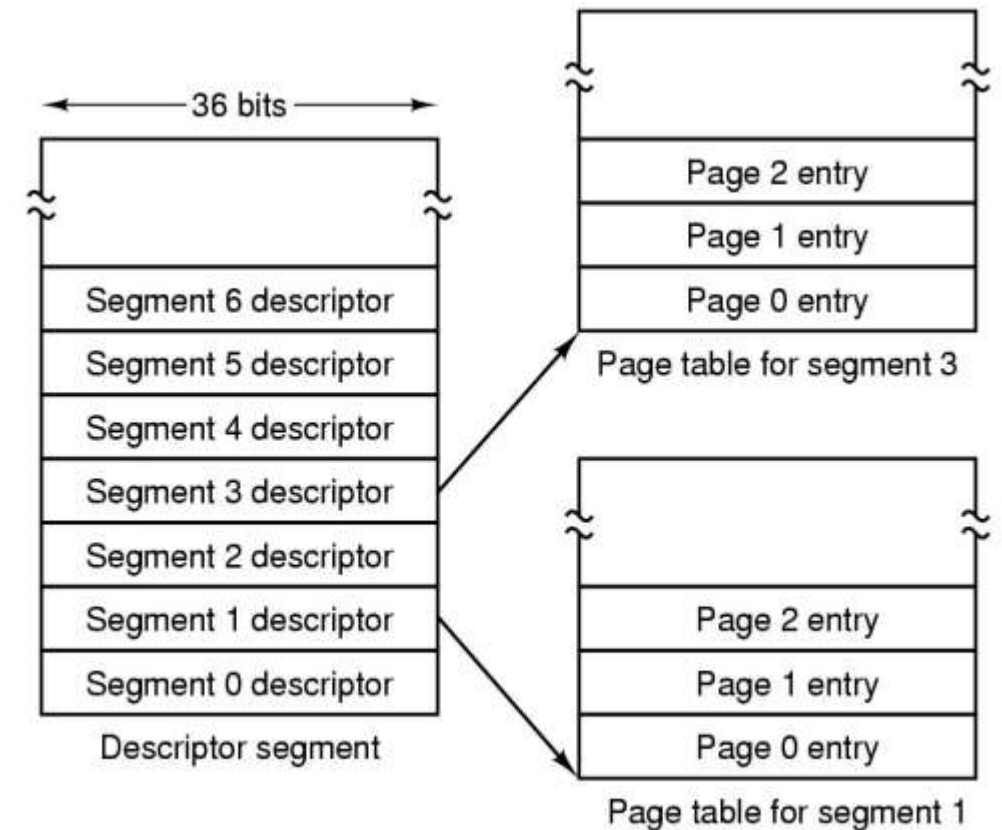 36 bits
Segment 6 descriptor
Segment 5 descriptor
Segment 4 descriptor
Segment 3 descriptor
Segment 2 descriptor
Segment 1 descriptor
Segment 0 descriptor
Descriptor segment
Page 2 entry
Page 1 entry
Page 0 entry
Page table for segment 3
Page 2 entry
Page 1 entry
Page 0 entry
Page table for segment 1